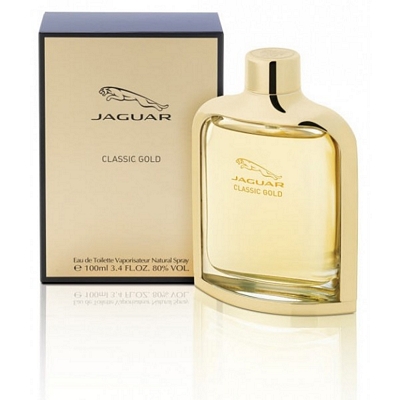 JAGUAR
CLASSIC GOLD
Eau de Toilette Vaporisateur Natural Spray
℮ 100ml 3.4 FL.OZ. 80% VOL.
JAGUAR
CLASSIC GOLD